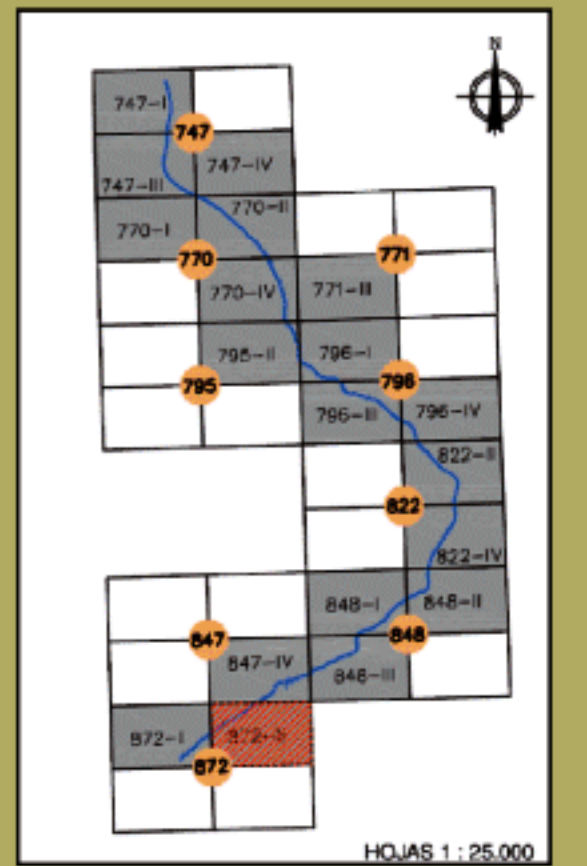 N
747-I
747
747-IV
747-III
770-II
770-I
770
771
770-IV 771-III
795-II 796-I
795
796
796-III 796-IV
822-II
822
822-IV
848-I 848-II
847
848
847-IV
848-III
872-I 872-II
872
HOJAS 1 : 25.000